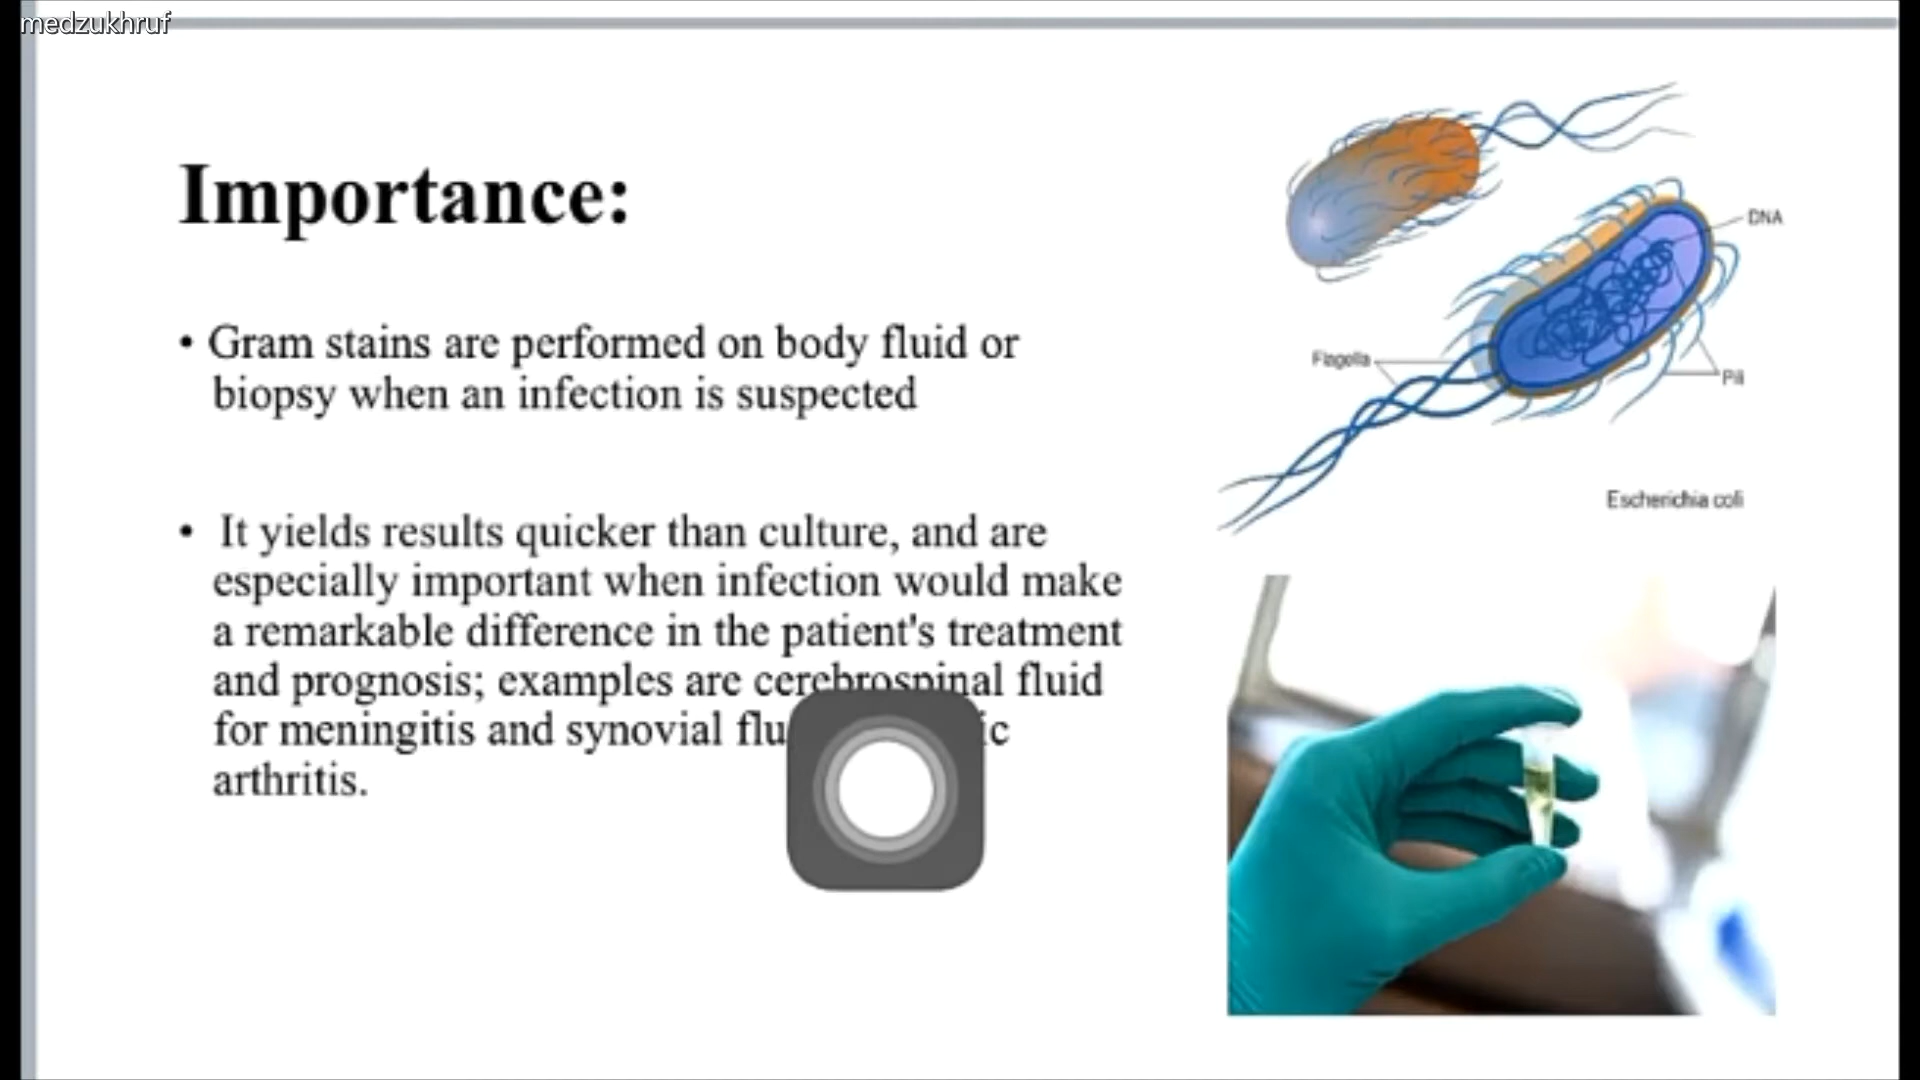 medzukhruf
Importance:
• Gram stains are performed on body fluid or
biopsy when an infection is suspected
• It yields results quicker than culture, and are
especially important when infection would make
a remarkable difference in the patient's treatment
and prognosis; examples are cerebrospinal fluid
for meningitis and synovial
arthritis.
DNA
Flagella
Pili
Escherichia coli